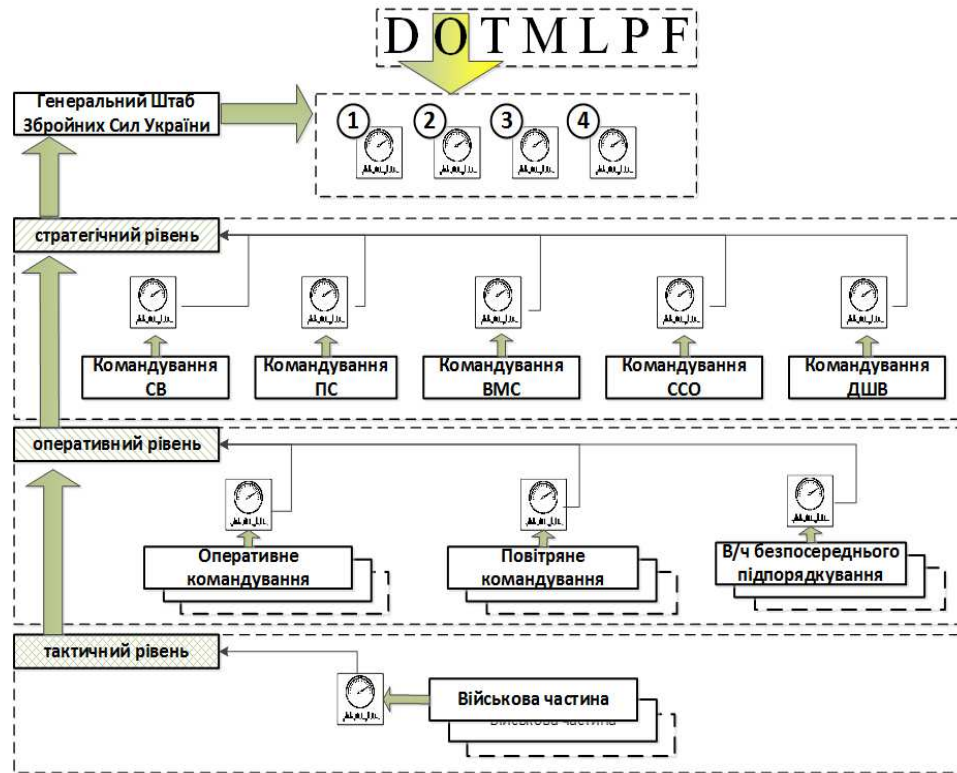 D O T M L P F
Генеральний Штаб
Збройних Сил України
1 2 3 4
стратегічний рівень
Командування
СВ
Командування
ПС
Командування
ВМС
Командування
ССО
Командування
ДШВ
оперативний рівень
Оперативне
командування
Повітряне
командування
В/ч безпосереднього
підпорядкування
тактичний рівень
Військова частина
Військова частина